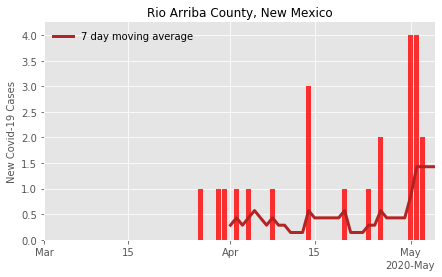 Rio Arriba County, New Mexico
7 day moving average
New Covid-19 Cases
4.0
3.5
3.0
2.5
2.0
1.5
1.0
0.5
0.0
Mar 15 Apr 15 May
2020-May